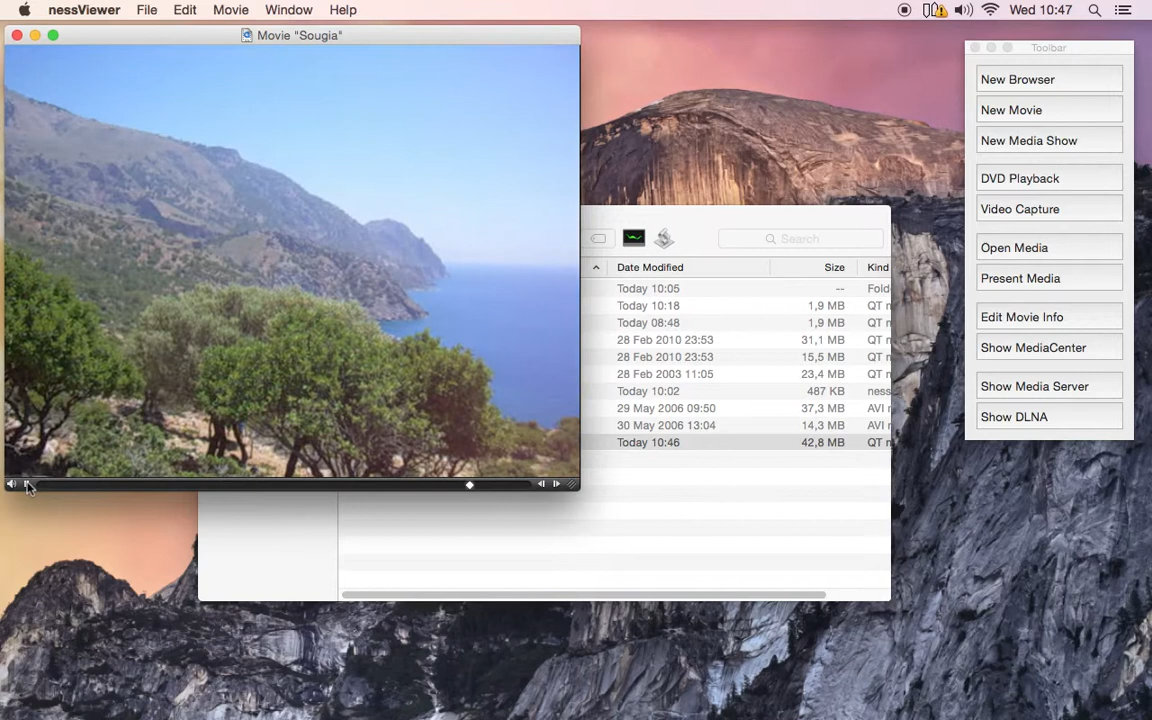 nessViewer File Edit Movie Window Help Wed 10:47
Movie "Sougia"
Toolbar
New Browser
New Movie
New Media Show
DVD Playback
Video Capture
Open Media
Present Media
Edit Movie Info
Show MediaCenter
Show Media Server
Show DLNA
Search
Date Modified Size Kind
Today 10:05 -- Folde
Today 10:18 1,9 MB QT n
Today 08:48 1,9 MB QT n
28 Feb 2010 23:53 31,1 MB QT n
28 Feb 2010 23:53 15,5 MB QT n
28 Feb 2003 11:05 23,4 MB QT n
Today 10:02 487 KB ness
29 May 2006 09:50 37,3 MB AVI n
30 May 2006 13:04 14,3 MB AVI n
Today 10:46 42,8 MB QT n